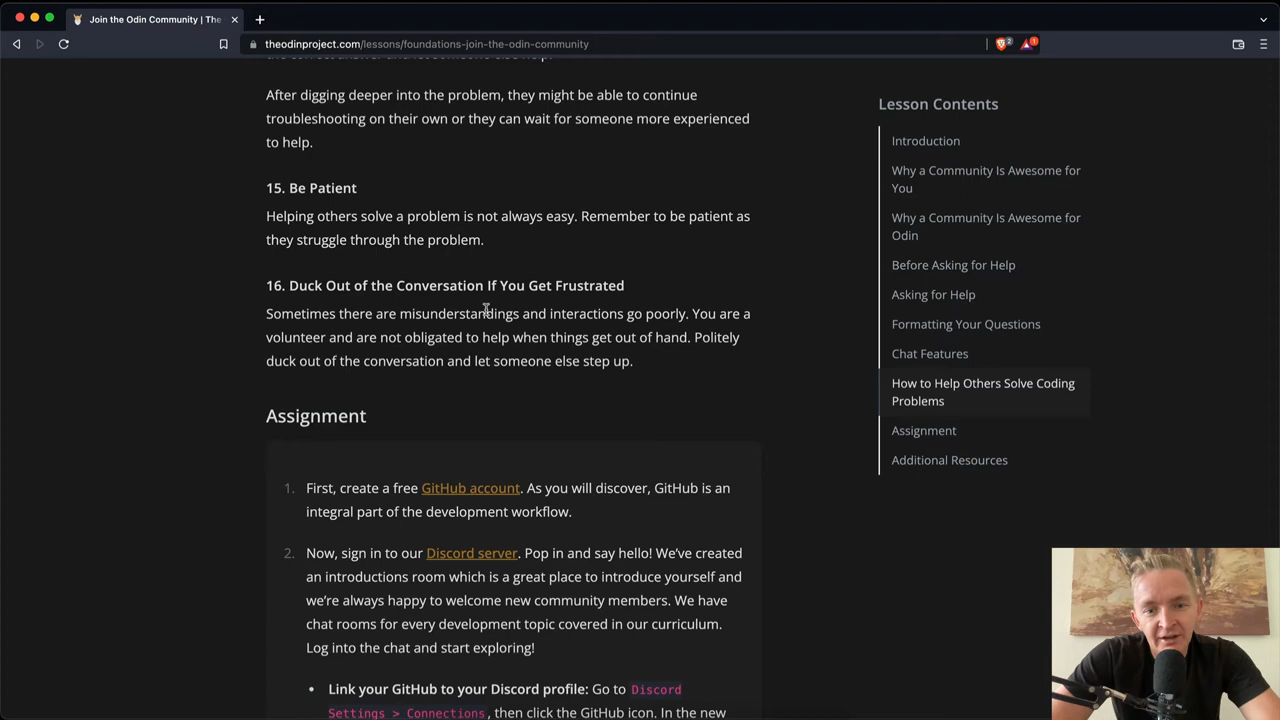 Join the Odin Community | The
theodinproject.com/lessons/foundations-join-the-odin-community
2
1
After digging deeper into the problem, they might be able to continue
troubleshooting on their own or they can wait for someone more experienced
to help.
15. Be Patient
Helping others solve a problem is not always easy. Remember to be patient as
they struggle through the problem.
16. Duck Out of the Conversation If You Get Frustrated
Sometimes there are misunderstandings and interactions go poorly. You are a
volunteer and are not obligated to help when things get out of hand. Politely
duck out of the conversation and let someone else step up.
Assignment
1. First, create a free GitHub account. As you will discover, GitHub is an
integral part of the development workflow.
2. Now, sign in to our Discord server. Pop in and say hello! We’ve created
an introductions room which is a great place to introduce yourself and
we’re always happy to welcome new community members. We have
chat rooms for every development topic covered in our curriculum.
Log into the chat and start exploring!
• Link your GitHub to your Discord profile: Go to Discord
Settings > Connections, then click the GitHub icon. In the new
Lesson Contents
Introduction
Why a Community Is Awesome for
You
Why a Community Is Awesome for
Odin
Before Asking for Help
Asking for Help
Formatting Your Questions
Chat Features
How to Help Others Solve Coding
Problems
Assignment
Additional Resources